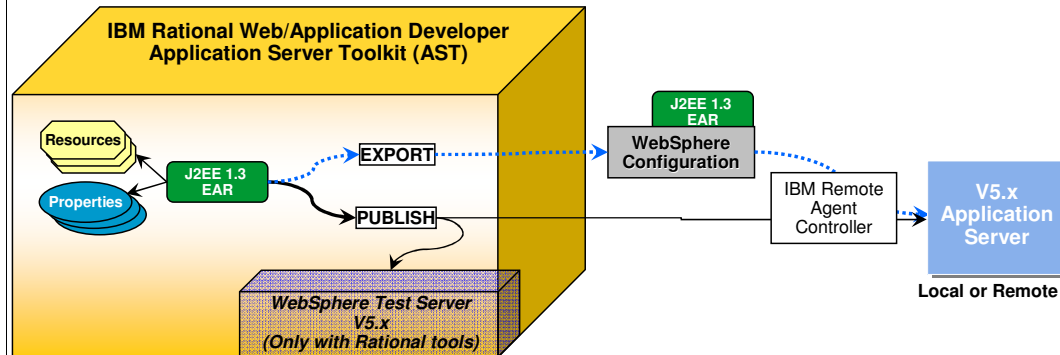 IBM Rational Web/Application Developer
Application Server Toolkit (AST)
J2EE 1.3
EAR
Resources
EXPORT
WebSphere
Configuration
J2EE 1.3
EAR
Properties
PUBLISH
IBM Remote
Agent
Controller
V5.x
Application
Server
Local or Remote
WebSphere Test Server
V5.x
(Only with Rational tools)